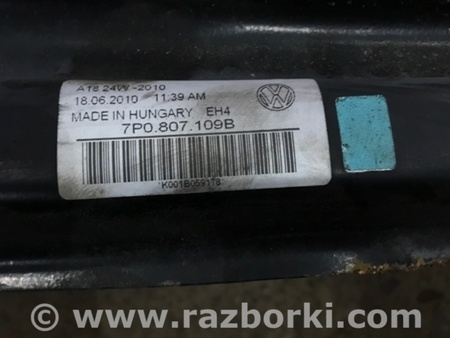 A18 24W-2010
18.06.2010 11:39 AM
MADE IN HUNGARY EH4
7P0.807.109B
*K001B059178*
© www.razborki.com